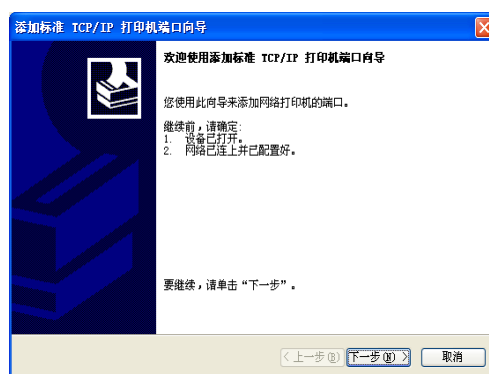 添加标准 TCP/IP 打印机端口向导
欢迎使用添加标准 TCP/IP 打印机端口向导
您使用此向导来添加网络打印机的端口。
继续前，请确定:
1. 设备已打开。
2. 网络已连上并已配置好。
要继续，请单击“下一步”。
< 上一步(B) 下一步(N) > 取消